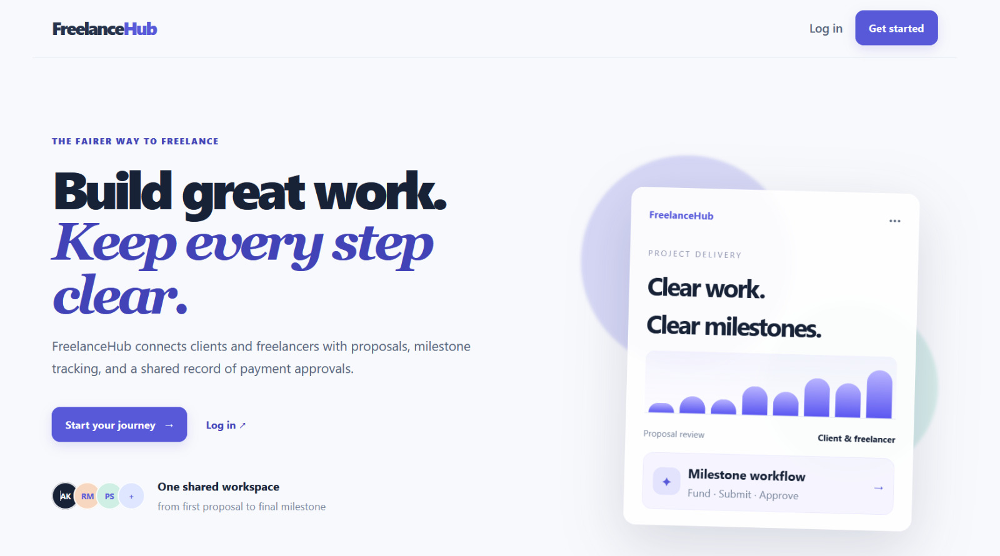 FreelanceHub
Log in
Get started
THE FAIRER WAY TO FREELANCE
Build great work.
Keep every step
clear.
FreelanceHub connects clients and freelancers with proposals, milestone
tracking, and a shared record of payment approvals.
Start your journey →
Log in ↗
AK RM PS +
One shared workspace
from first proposal to final milestone
FreelanceHub
•••
PROJECT DELIVERY
Clear work.
Clear milestones.
Proposal review
Client & freelancer
✦
Milestone workflow
Fund · Submit · Approve
→